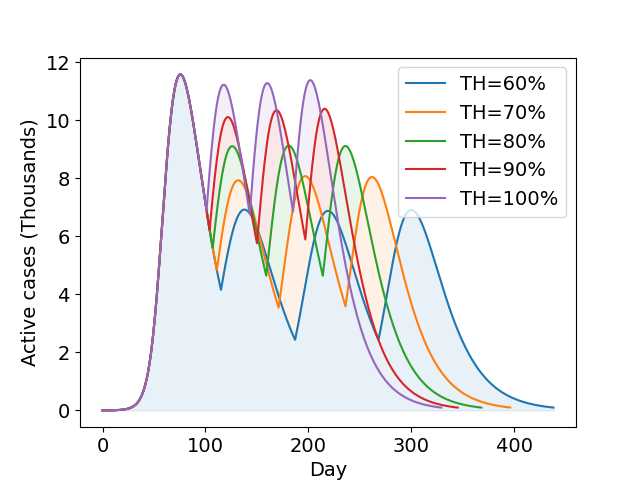 12
10
8
6
4
2
0
Active cases (Thousands)
0 100 200 300 400
Day
TH=60%
TH=70%
TH=80%
TH=90%
TH=100%